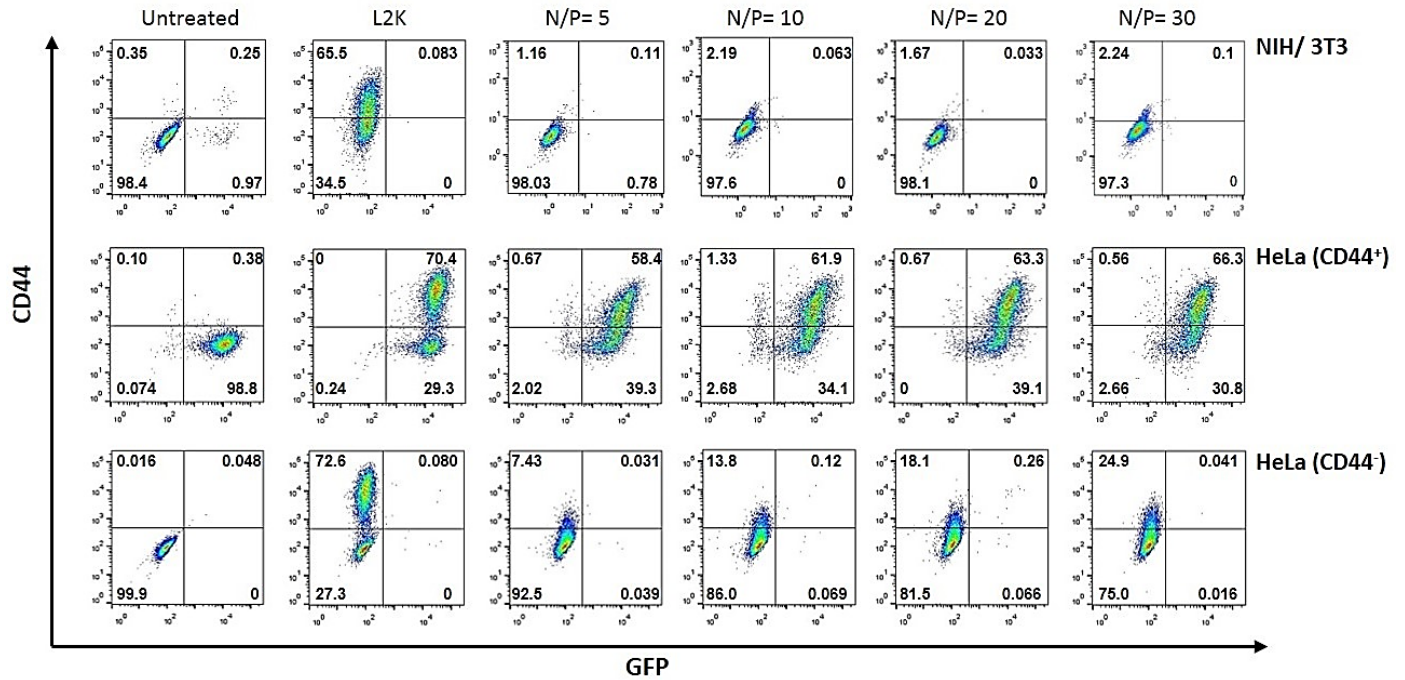 Untreated L2K N/P= 5 N/P= 10 N/P= 20 N/P= 30
NIH/ 3T3
0.35 0.25 65.5 0.083 1.16 0.11 2.19 0.063 1.67 0.033 2.24 0.1
98.4 0.97 34.5 0 98.03 0.78 97.6 0 98.1 0 97.3 0
HeLa (CD44+)
0.10 0.38 0 70.4 0.67 58.4 1.33 61.9 0.67 63.3 0.56 66.3
0.074 98.8 0.24 29.3 2.02 39.3 2.68 34.1 0 39.1 2.66 30.8
HeLa (CD44-)
0.016 0.048 72.6 0.080 7.43 0.031 13.8 0.12 18.1 0.26 24.9 0.041
99.9 0 27.3 0 92.5 0.039 86.0 0.069 81.5 0.066 75.0 0.016
CD44
GFP